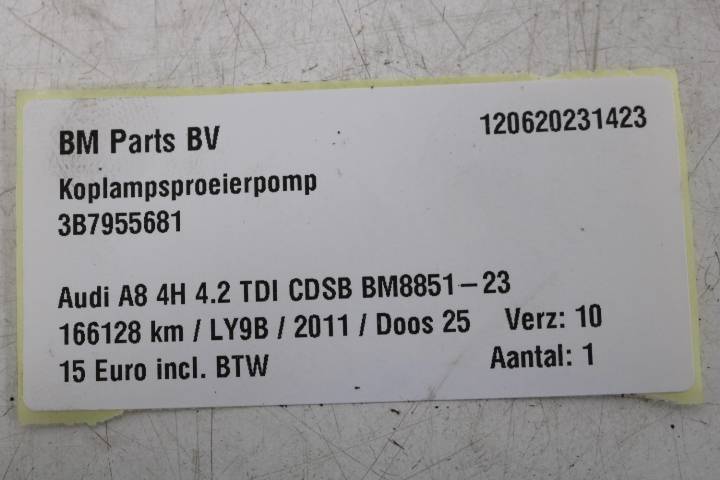 BM Parts BV 120620231423
Koplampsproeierpomp
3B7955681
Audi A8 4H 4.2 TDI CDSB BM8851-23
166128 km / LY9B / 2011 / Doos 25 Verz: 10
15 Euro incl. BTW Aantal: 1